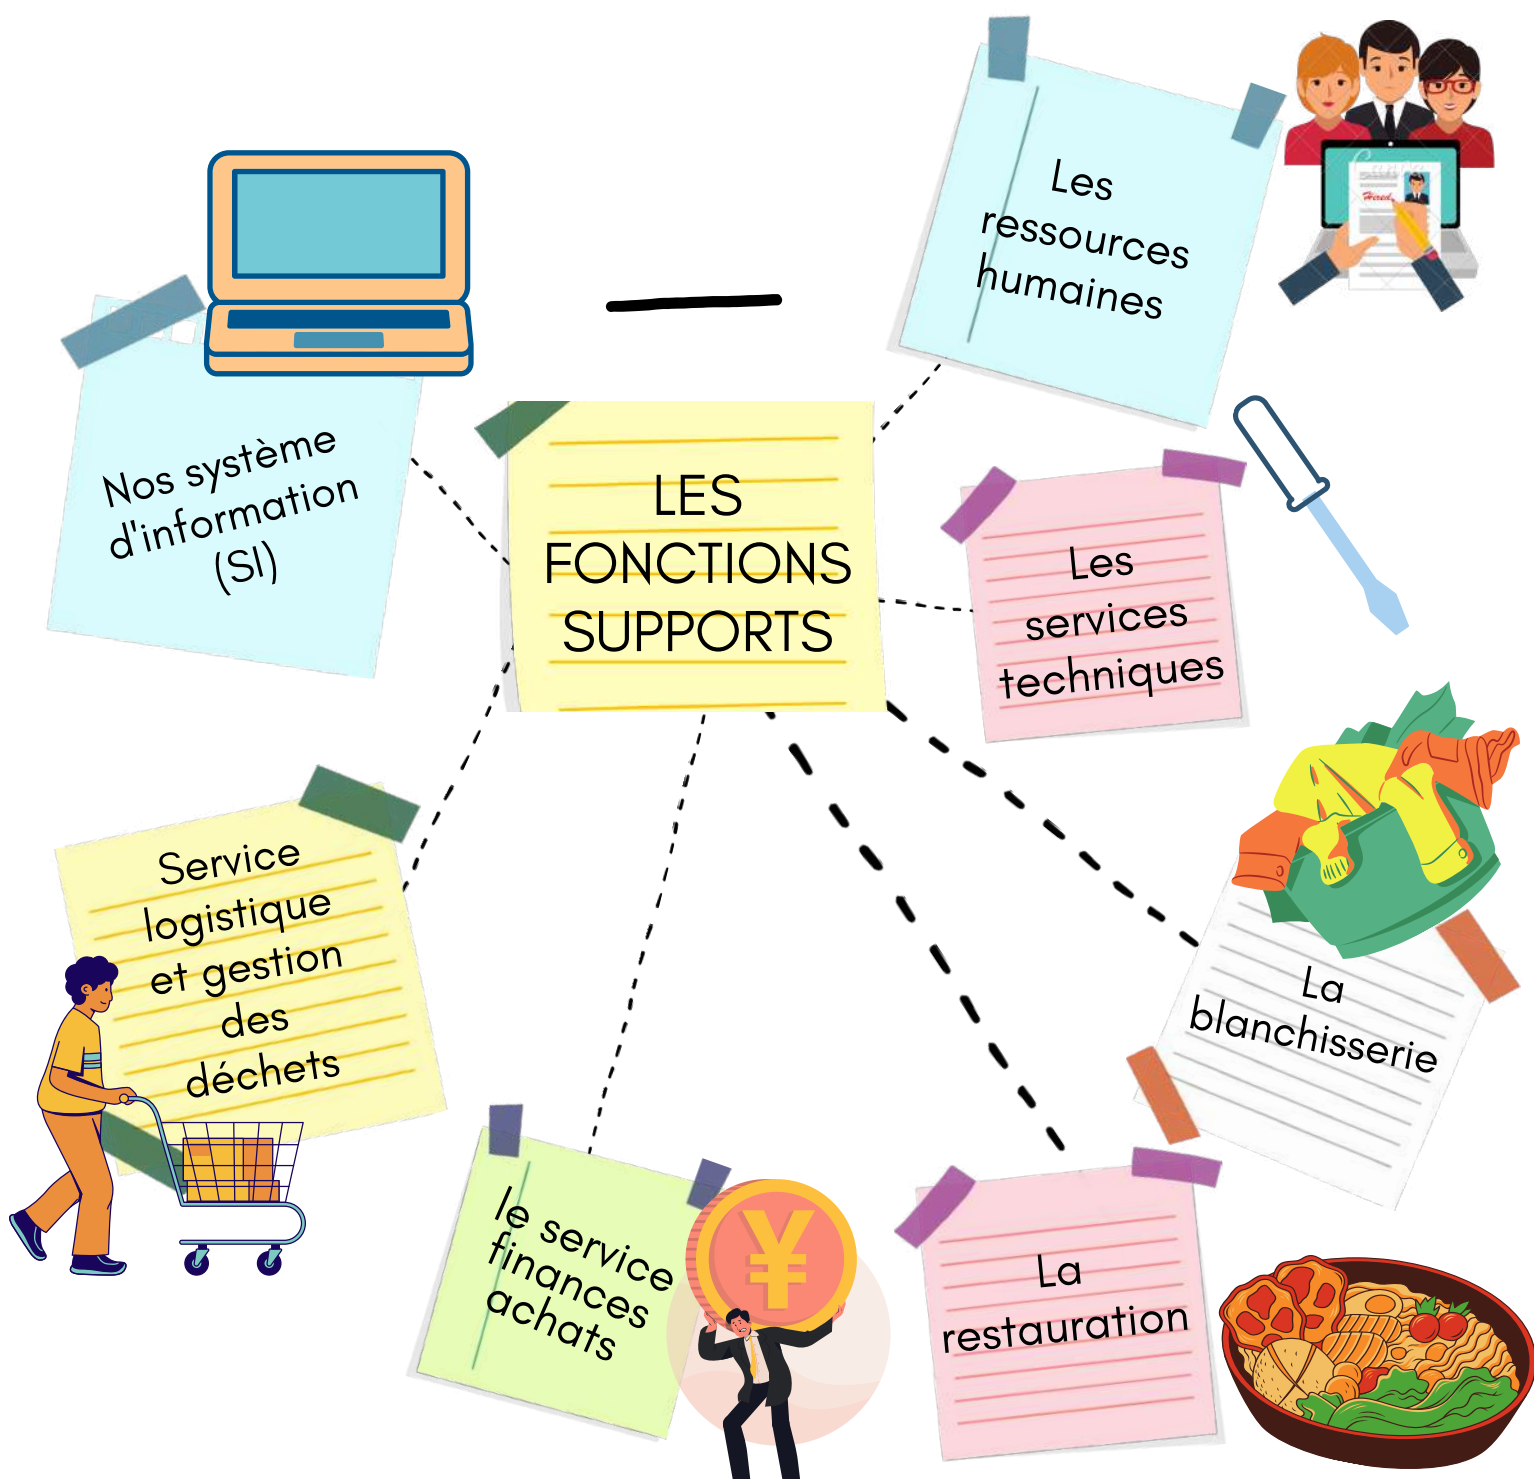 Les
ressources
humaines
Hired
Nos système
d'information
(SI)
LES
FONCTIONS
SUPPORTS
Les
services
techniques
Service
logistique
et gestion
des
déchets
La
blanchisserie
le service
finances
achats
¥
La
restauration